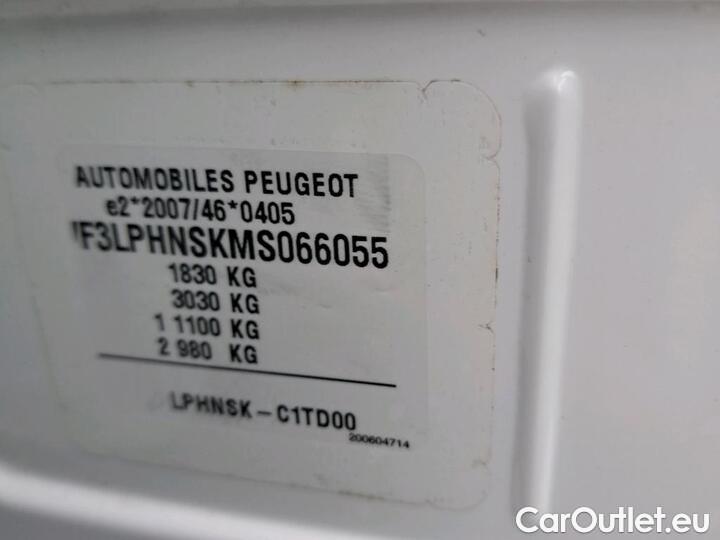 AUTOMOBILES PEUGEOT
e2*2007/46*0405
VF3LPHNSKMS066055
1830 KG
3030 KG
1 1100 KG
2 980 KG
LPHNSK - C1TD00
200604714
CarOutlet.eu